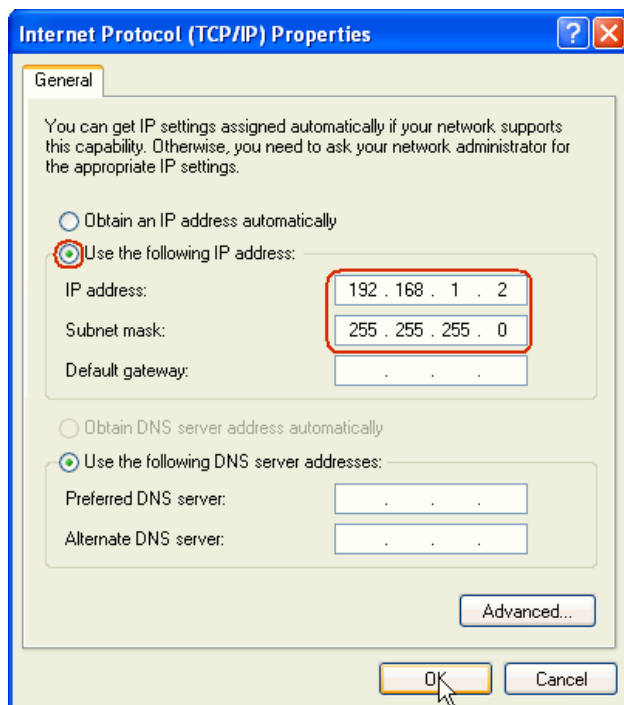 Internet Protocol (TCP/IP) Properties
General
You can get IP settings assigned automatically if your network supports
this capability. Otherwise, you need to ask your network administrator for
the appropriate IP settings.
Obtain an IP address automatically
Use the following IP address:
IP address: 192 . 168 . 1 . 2
Subnet mask: 255 . 255 . 255 . 0
Default gateway: . . .
Obtain DNS server address automatically
Use the following DNS server addresses:
Preferred DNS server: . . .
Alternate DNS server: . . .
Advanced...
OK Cancel